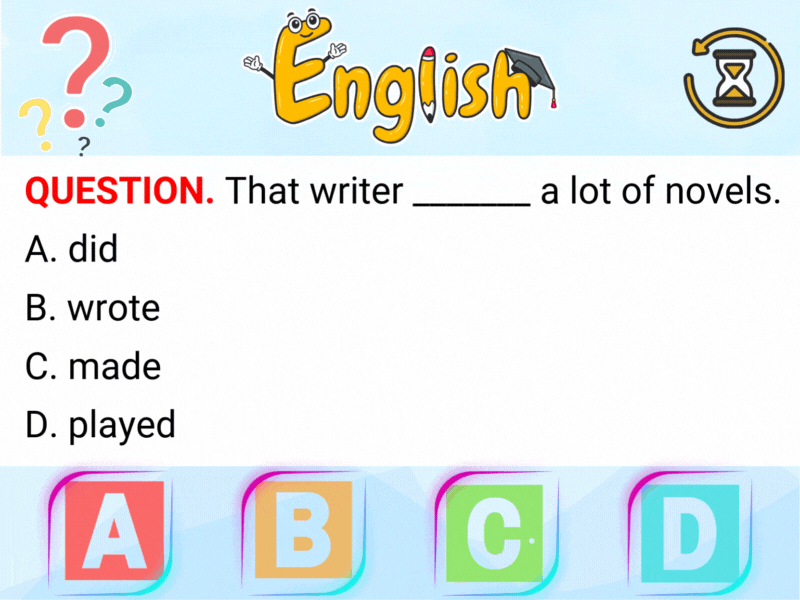 ? ? ? ?
English
QUESTION. That writer _______ a lot of novels.
A. did
B. wrote
C. made
D. played
A B C D